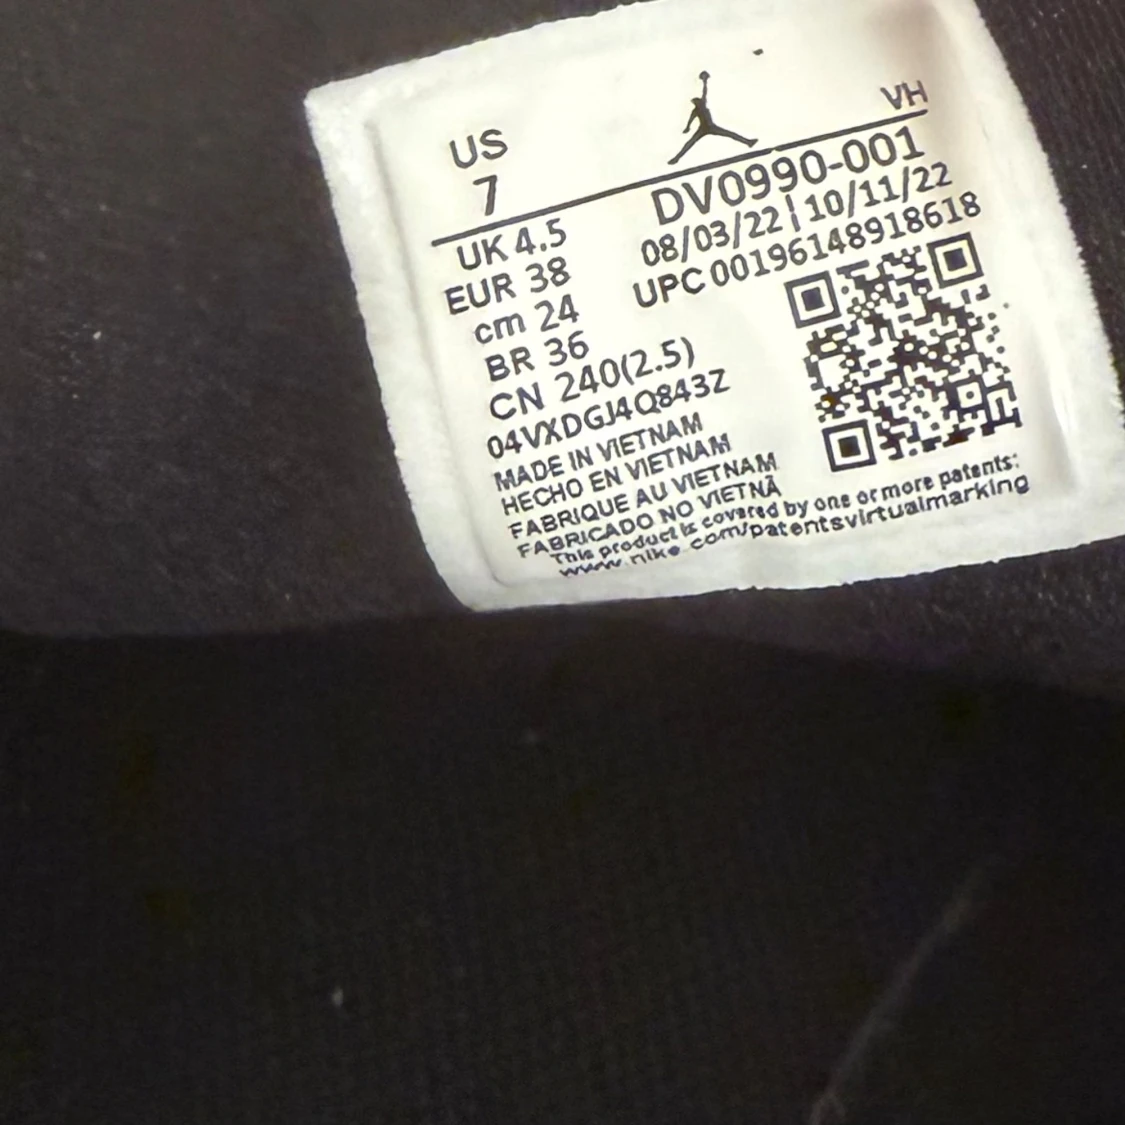 US
7
VH
DV0990-001
08/03/22 | 10/11/22
UPC 00196148918618
UK 4.5
EUR 38
cm 24
BR 36
CN 240(2.5)
04VXDGJ4Q843Z
MADE IN VIETNAM
HECHO EN VIETNAM
FABRIQUE AU VIETNAM
FABRICADO NO VIETNÃ
This product is covered by one or more patents:
www.nike.com/patentsvirtualmarking